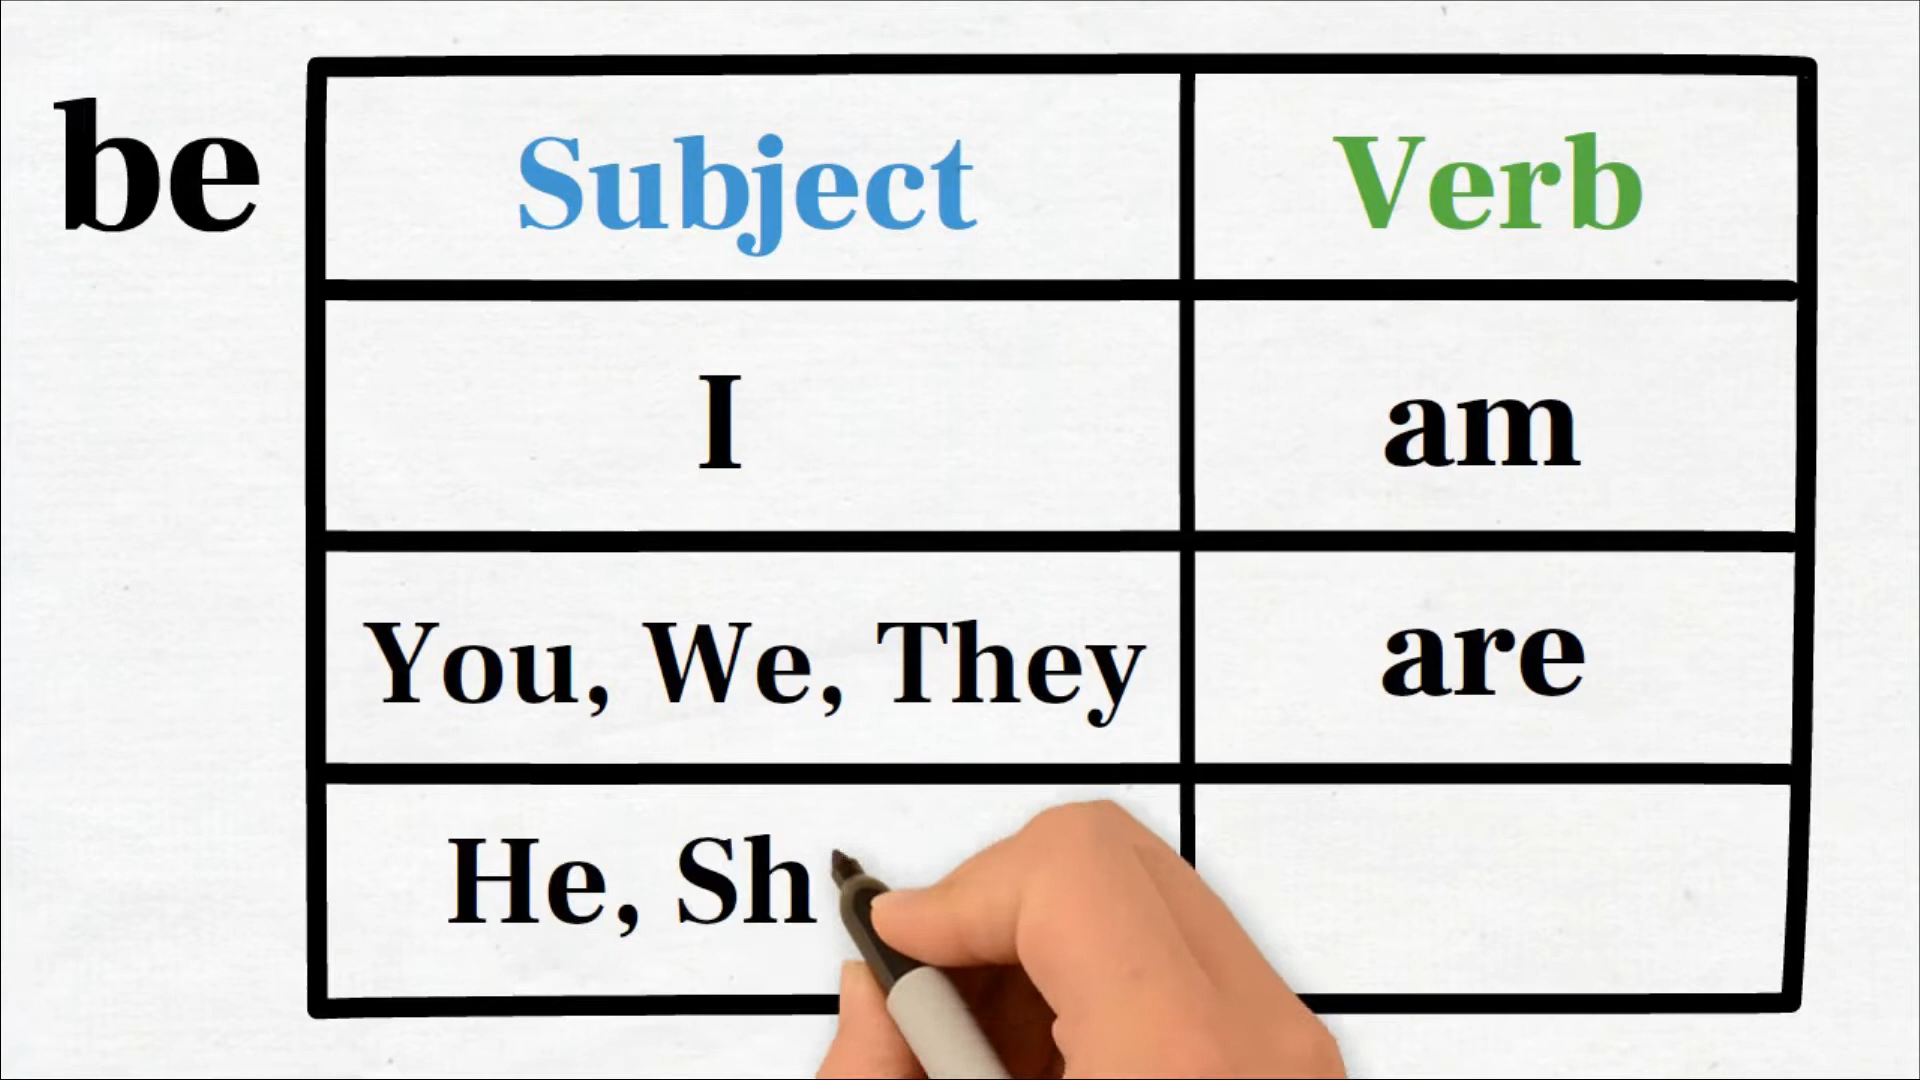 be
Subject Verb
I am
You, We, They are
He, Sh